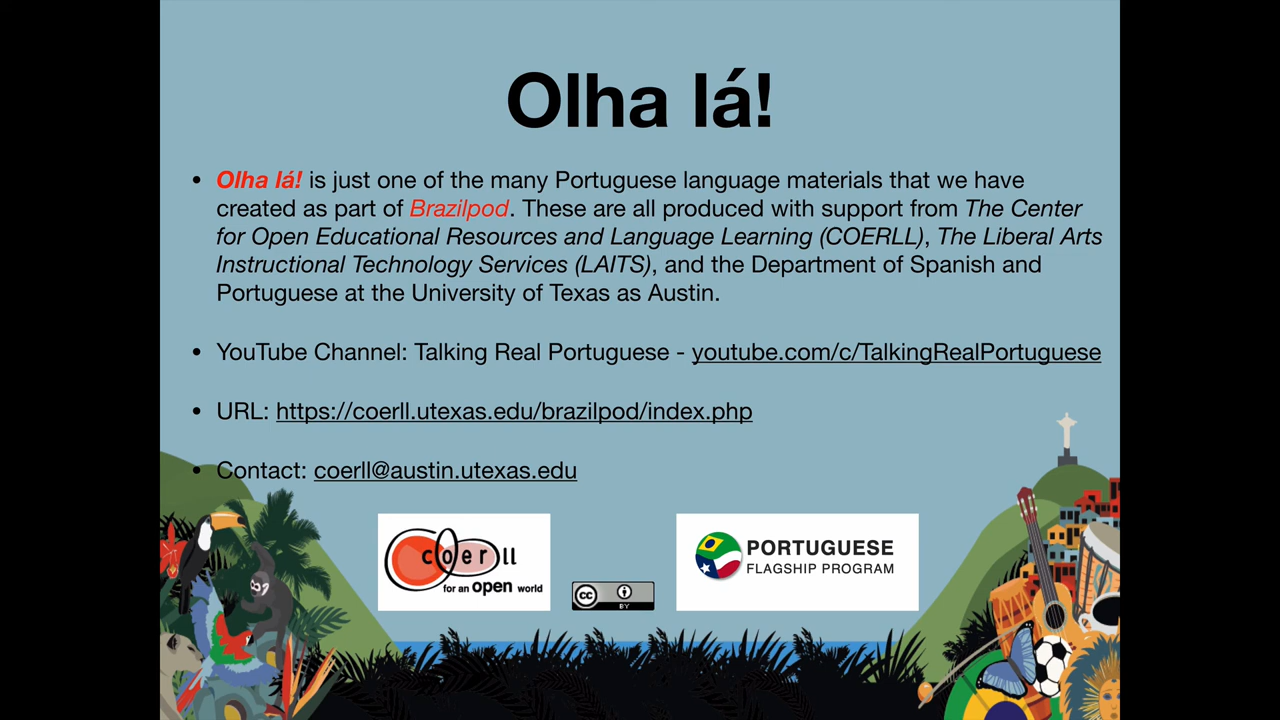 Olha lá!
• Olha lá! is just one of the many Portuguese language materials that we have
created as part of Brazilpod. These are all produced with support from The Center
for Open Educational Resources and Language Learning (COERLL), The Liberal Arts
Instructional Technology Services (LAITS), and the Department of Spanish and
Portuguese at the University of Texas as Austin.
• YouTube Channel: Talking Real Portuguese - youtube.com/c/TalkingRealPortuguese
• URL: https://coerll.utexas.edu/brazilpod/index.php
• Contact: coerll@austin.utexas.edu
coerll
for an open world
cc
BY
PORTUGUESE
FLAGSHIP PROGRAM